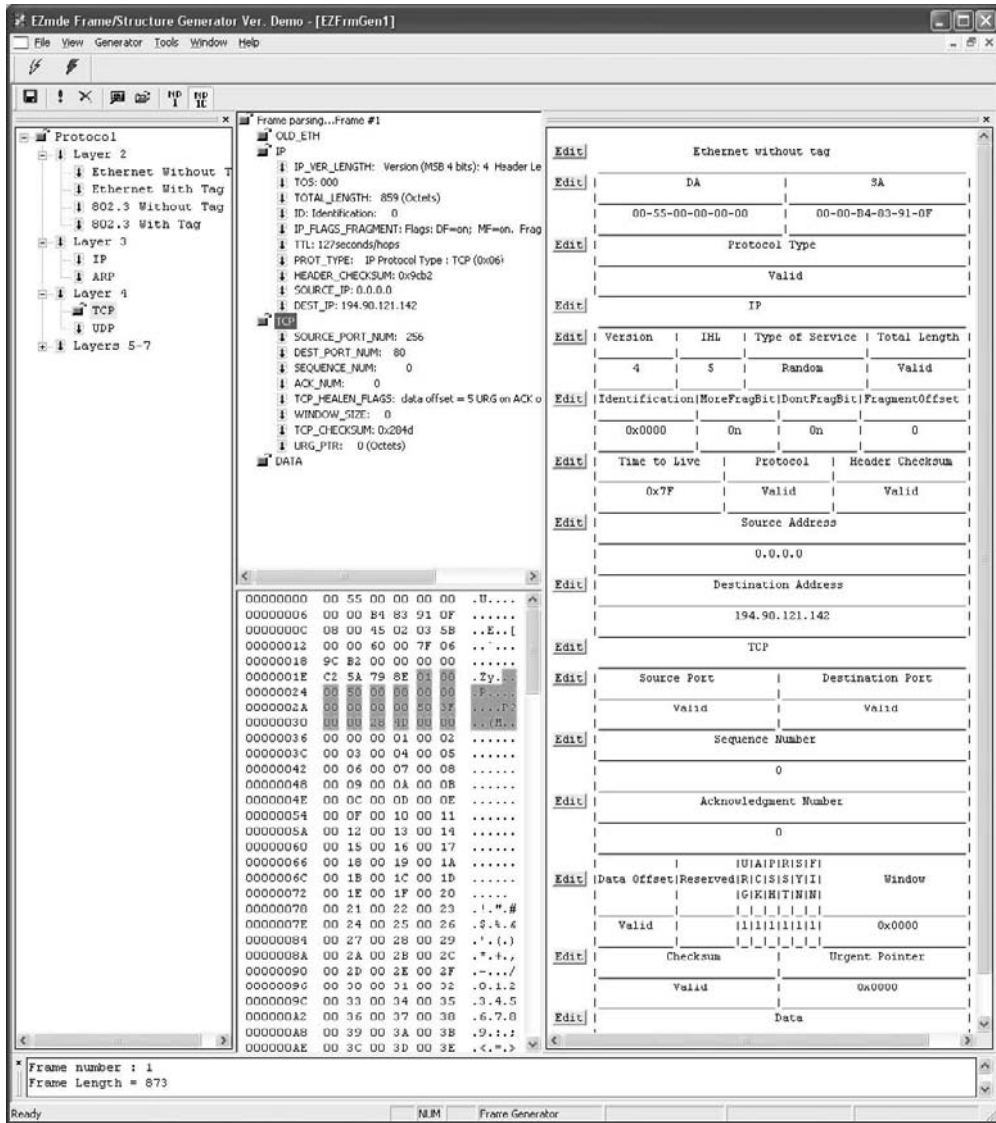 EZmde Frame/Structure Generator Ver. Demo - [EZFrmGen1]
File View Generator Tools Window Help
NP I NP IC
Protocol
Layer 2
Ethernet Without T
Ethernet With Tag
802.3 Without Tag
802.3 With Tag
Layer 3
IP
ARP
Layer 4
TCP
UDP
Layers 5-7
Frame parsing...Frame #1
OLD_ETH
IP
IP_VER_LENGTH: Version (MSB 4 bits): 4 Header Le
TOS: 000
TOTAL_LENGTH: 859 (Octets)
ID: Identification: 0
IP_FLAGS_FRAGMENT: Flags: DF=on; MF=on. Frag
TTL: 127seconds/hops
PROT_TYPE: IP Protocol Type : TCP (0x06)
HEADER_CHECKSUM: 0x9cb2
SOURCE_IP: 0.0.0.0
DEST_IP: 194.90.121.142
TCP
SOURCE_PORT_NUM: 256
DEST_PORT_NUM: 80
SEQUENCE_NUM: 0
ACK_NUM: 0
TCP_HEALEN_FLAGS: data offset = 5 URG on ACK o
WINDOW_SIZE: 0
TCP_CHECKSUM: 0x284d
URG_PTR: 0 (Octets)
DATA
00000000 00 55 00 00 00 00 .U....
00000006 00 00 B4 83 91 0F ......
0000000C 08 00 45 02 03 5B ..E..[
00000012 00 00 60 00 7F 06 ..`...
00000018 9C B2 00 00 00 00 ......
0000001E C2 5A 79 8E 01 00 .Zy...
00000024 00 50 00 00 00 00 .P....
0000002A 00 00 00 00 50 3F ....P?
00000030 00 00 28 4D 00 00 ..(M..
00000036 00 00 00 01 00 02 ......
0000003C 00 03 00 04 00 05 ......
00000042 00 06 00 07 00 08 ......
00000048 00 09 00 0A 00 0B ......
0000004E 00 0C 00 0D 00 0E ......
00000054 00 0F 00 10 00 11 ......
0000005A 00 12 00 13 00 14 ......
00000060 00 15 00 16 00 17 ......
00000066 00 18 00 19 00 1A ......
0000006C 00 1B 00 1C 00 1D ......
00000072 00 1E 00 1F 00 20 .....
00000078 00 21 00 22 00 23 .!.".#
0000007E 00 24 00 25 00 26 .$.%.&
00000084 00 27 00 28 00 29 .'.(.)
0000008A 00 2A 00 2B 00 2C .*.+.,
00000090 00 2D 00 2E 00 2F .-.../
00000096 00 30 00 31 00 32 .0.1.2
0000009C 00 33 00 34 00 35 .3.4.5
000000A2 00 36 00 37 00 38 .6.7.8
000000A8 00 39 00 3A 00 3B .9.:.;
000000AE 00 3C 00 3D 00 3E .<.=.>
Edit Ethernet without tag
Edit | DA | SA |
00-55-00-00-00-00 | 00-00-B4-83-91-0F
Edit | Protocol Type |
Valid
Edit IP
Edit | Version | IHL | Type of Service | Total Length |
| 4 | 5 | Random | Valid |
Edit |Identification|MoreFragBit|DontFragBit|FragmentOffset|
| 0x0000 | On | On | 0 |
Edit | Time to Live | Protocol | Header Checksum |
| 0x7F | Valid | Valid |
Edit | Source Address |
0.0.0.0
Edit | Destination Address |
194.90.121.142
Edit TCP
Edit | Source Port | Destination Port |
| Valid | Valid |
Edit | Sequence Number |
0
Edit | Acknowledgment Number |
0
| |U|A|P|R|S|F|
Edit |Data Offset|Reserved|R|C|S|S|Y|I| Window
|G|K|H|T|N|N|
| Valid | |1|1|1|1|1|1| 0x0000
Edit | Checksum | Urgent Pointer |
| Valid | 0x0000 |
Edit | Data |
Frame number : 1
Frame Length = 873
Ready NUM Frame Generator